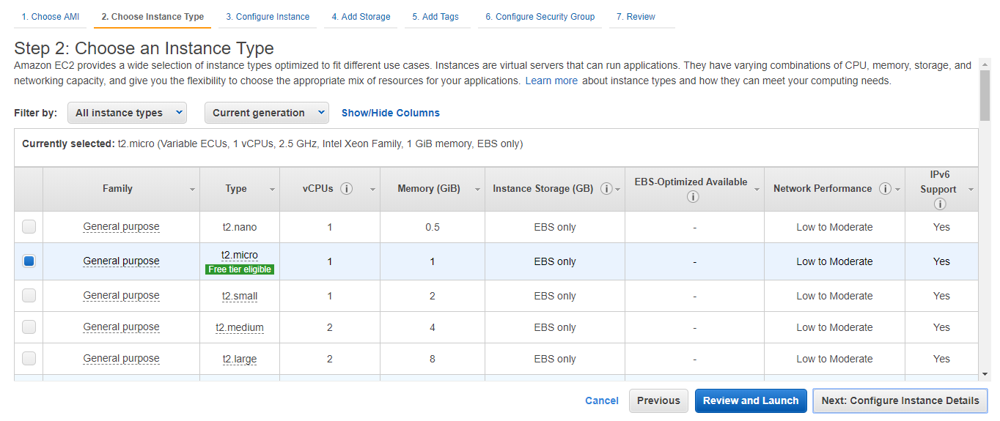 1. Choose AMI 2. Choose Instance Type 3. Configure Instance 4. Add Storage 5. Add Tags 6. Configure Security Group 7. Review
Step 2: Choose an Instance Type
Amazon EC2 provides a wide selection of instance types optimized to fit different use cases. Instances are virtual servers that can run applications. They have varying combinations of CPU, memory, storage, and
networking capacity, and give you the flexibility to choose the appropriate mix of resources for your applications. Learn more about instance types and how they can meet your computing needs.
Filter by: All instance types Current generation Show/Hide Columns
Currently selected: t2.micro (Variable ECUs, 1 vCPUs, 2.5 GHz, Intel Xeon Family, 1 GiB memory, EBS only)
Family Type vCPUs i Memory (GiB) Instance Storage (GB) i EBS-Optimized Available i Network Performance i IPv6 Support i
General purpose t2.nano 1 0.5 EBS only - Low to Moderate Yes
General purpose t2.micro 1 1 EBS only - Low to Moderate Yes
Free tier eligible
General purpose t2.small 1 2 EBS only - Low to Moderate Yes
General purpose t2.medium 2 4 EBS only - Low to Moderate Yes
General purpose t2.large 2 8 EBS only - Low to Moderate Yes
Cancel Previous Review and Launch Next: Configure Instance Details